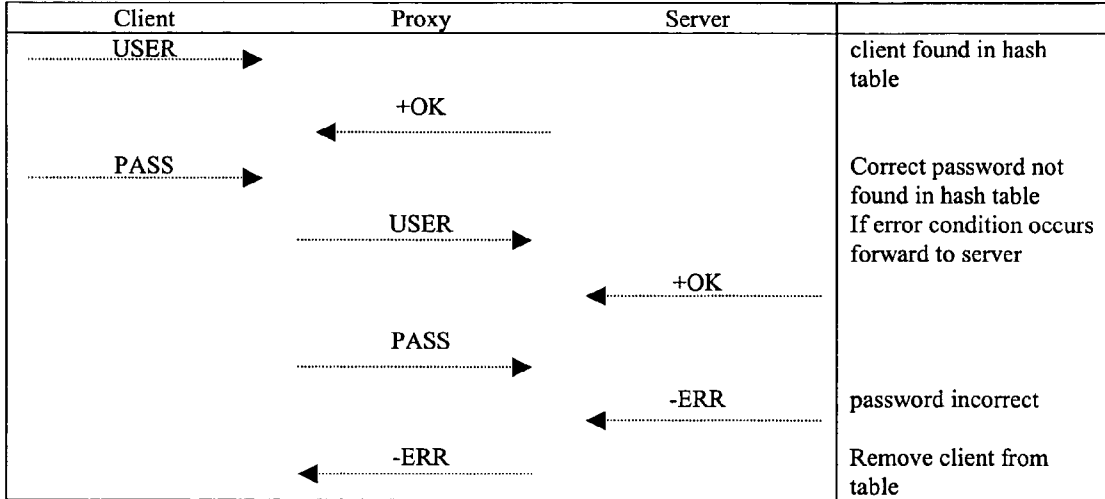 Client Proxy Server
USER
client found in hash
table
+OK
PASS
Correct password not
found in hash table
USER
If error condition occurs
forward to server
+OK
PASS
-ERR
password incorrect
-ERR
Remove client from
table